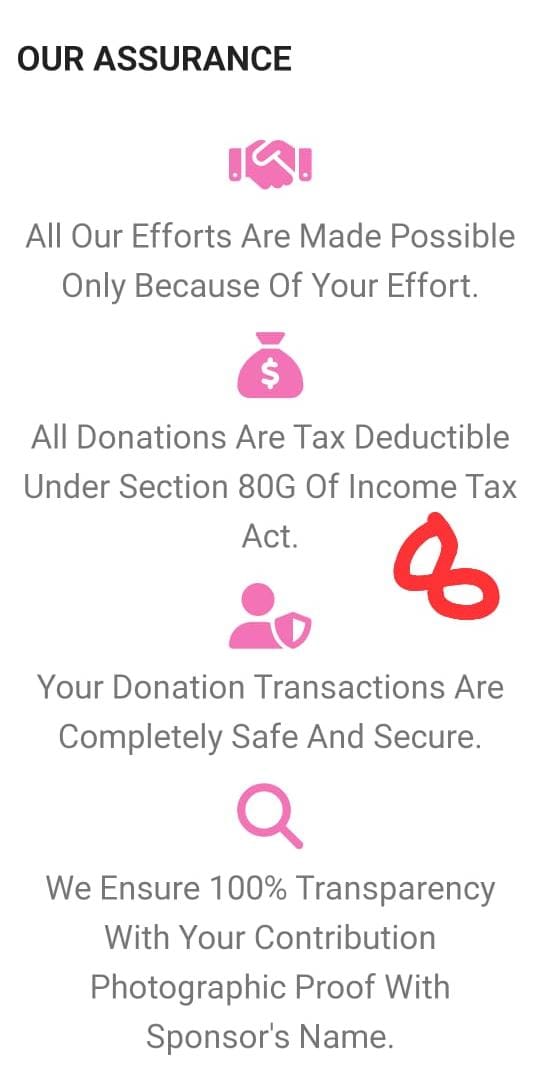 OUR ASSURANCE
All Our Efforts Are Made Possible
Only Because Of Your Effort.
$
All Donations Are Tax Deductible
Under Section 80G Of Income Tax
Act.
8
Your Donation Transactions Are
Completely Safe And Secure.
We Ensure 100% Transparency
With Your Contribution
Photographic Proof With
Sponsor's Name.